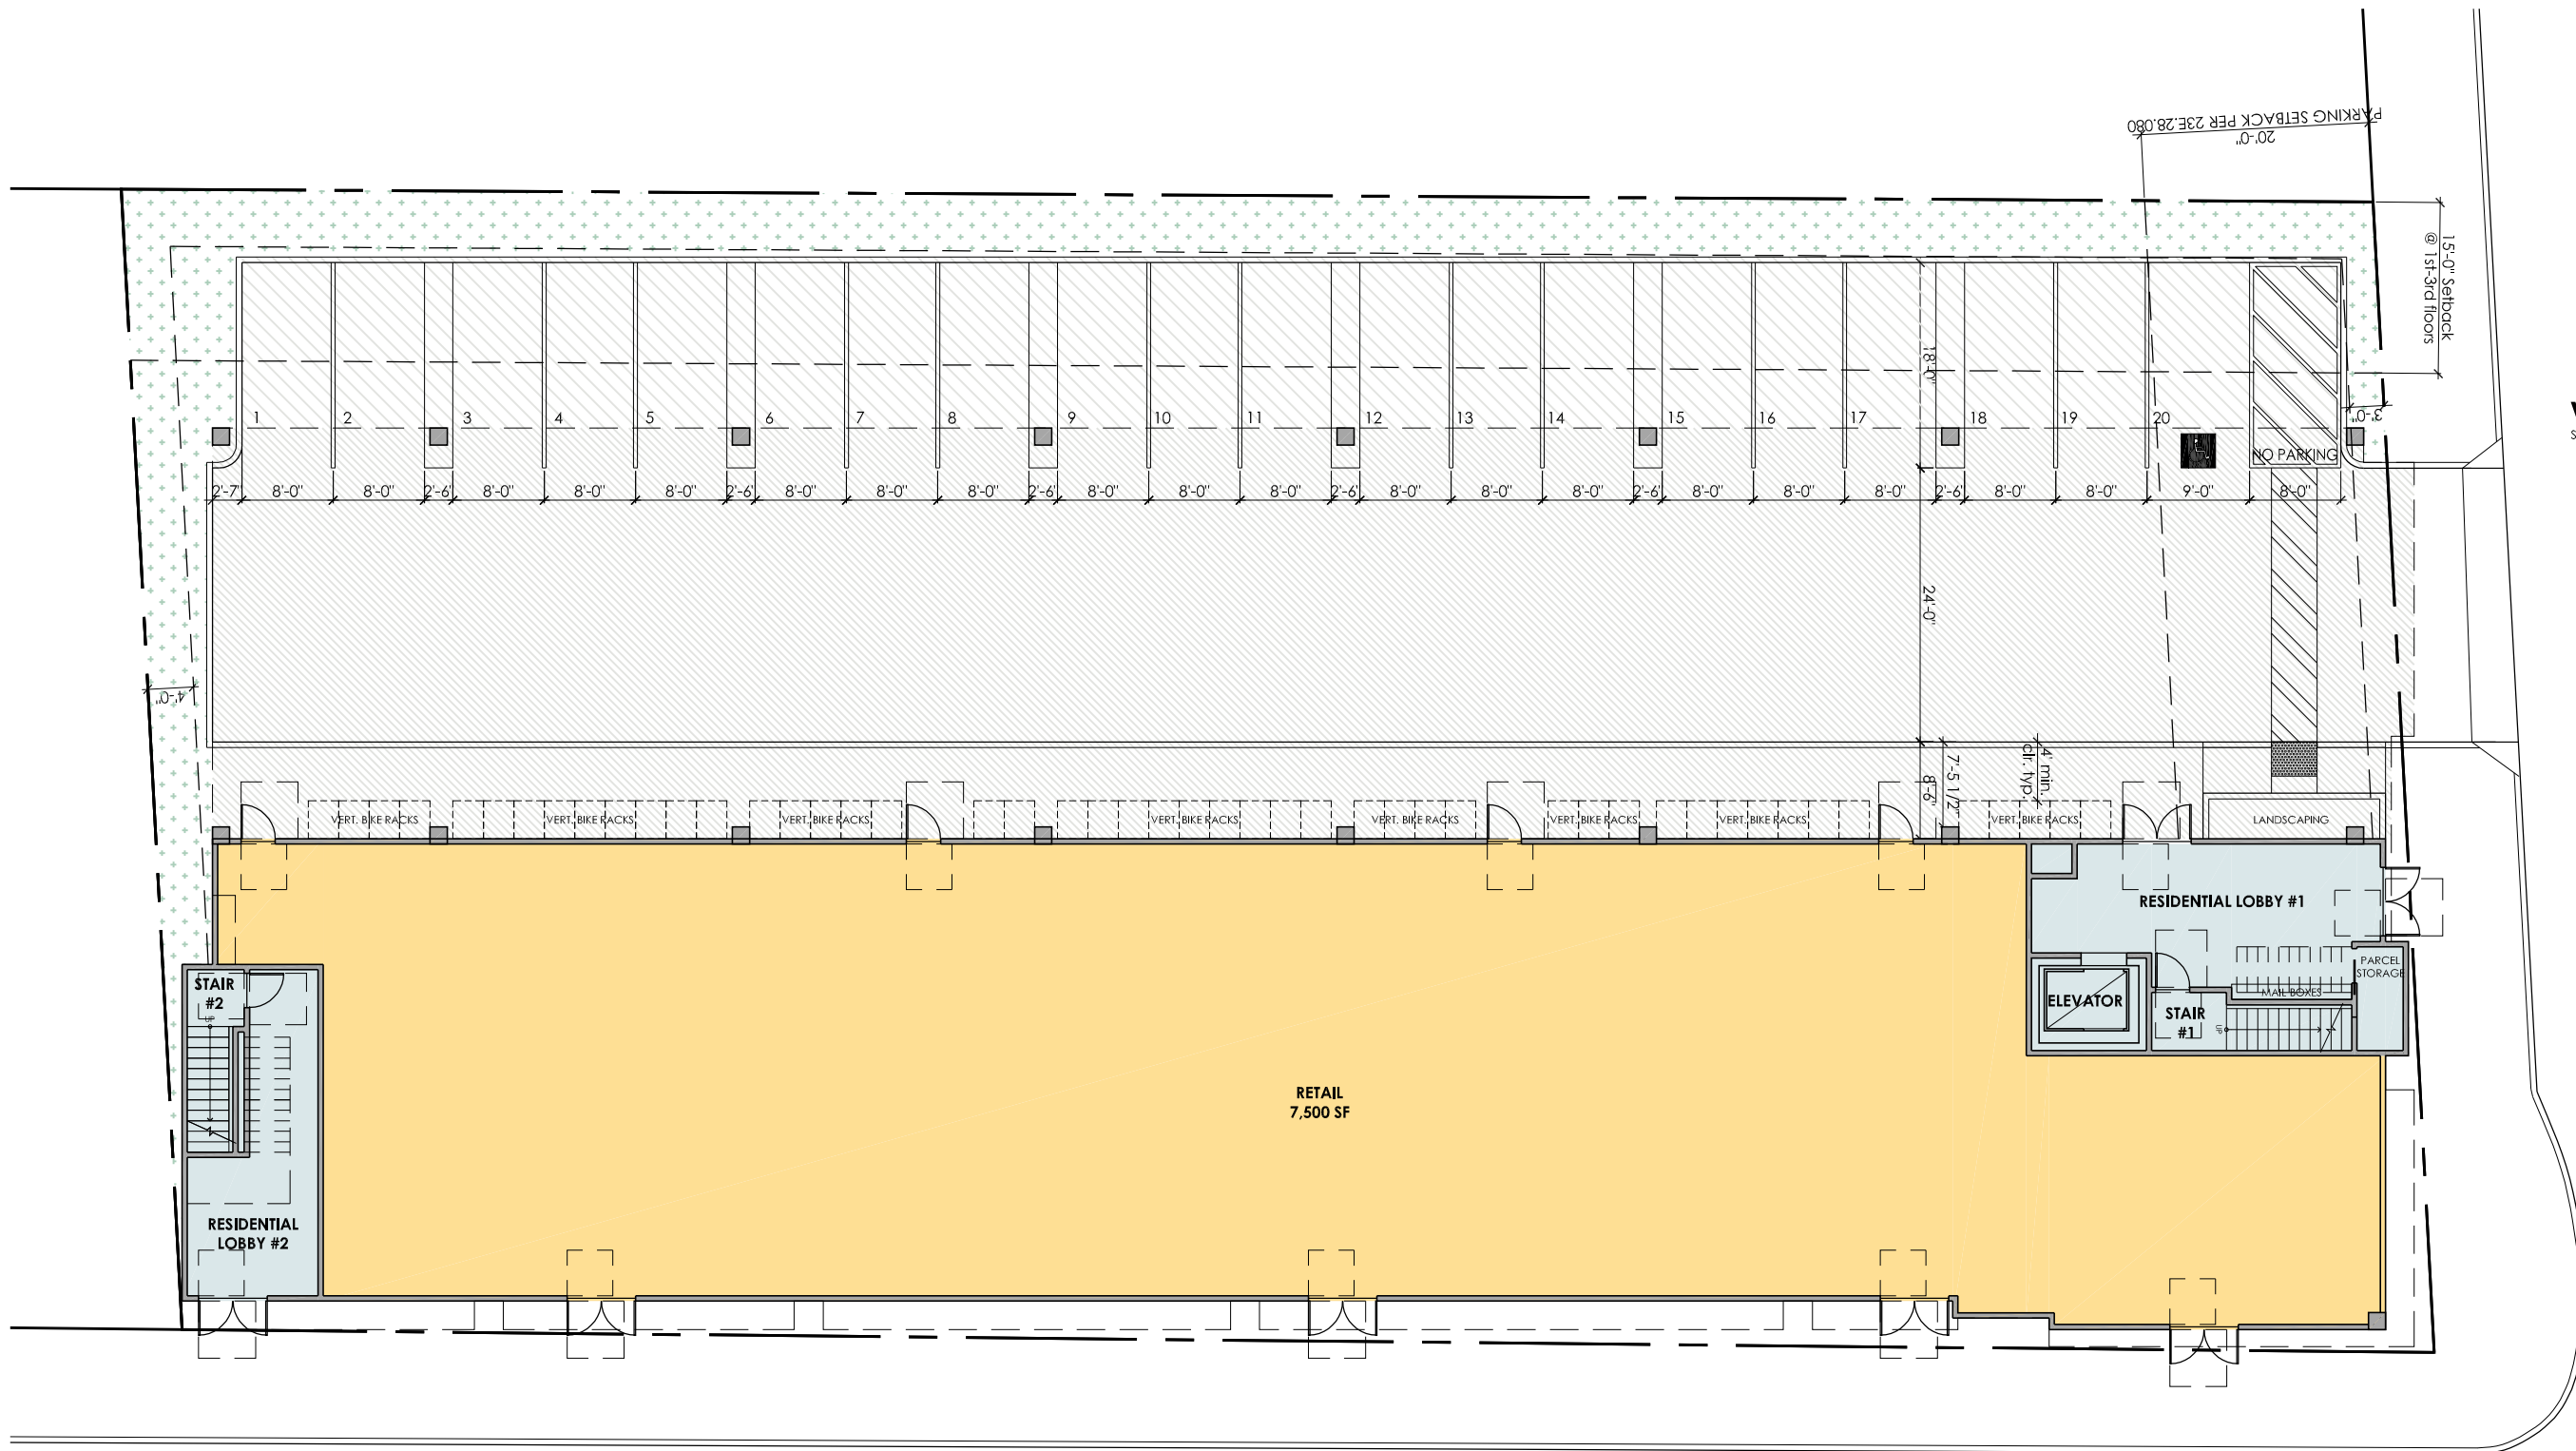 PARKING SETBACK PER 23E.28.080
20'-0"
15'-0" Setback
@ 1st-3rd floors
18'-0"
1
2
3
4
5
6
7
8
9
10
11
12
13
14
15
16
17
18
19
20
3'-0"
NO PARKING
2'-7"
8'-0"
8'-0"
2'-6"
8'-0"
8'-0"
8'-0"
2'-6"
8'-0"
8'-0"
8'-0"
2'-6"
8'-0"
8'-0"
8'-0"
2'-6"
8'-0"
8'-0"
8'-0"
2'-6"
8'-0"
8'-0"
8'-0"
2'-6"
8'-0"
8'-0"
9'-0"
8'-0"
24'-0"
4'-0"
8'-6"
7'-5 1/2"
4' min.
clr. typ.
VERT. BIKE RACKS
VERT. BIKE RACKS
VERT. BIKE RACKS
VERT. BIKE RACKS
VERT. BIKE RACKS
VERT. BIKE RACKS
VERT. BIKE RACKS
VERT. BIKE RACKS
LANDSCAPING
RESIDENTIAL LOBBY #1
PARCEL
STORAGE
MAIL BOXES
ELEVATOR
STAIR
#1
UP
STAIR
#2
UP
RETAIL
7,500 SF
RESIDENTIAL
LOBBY #2